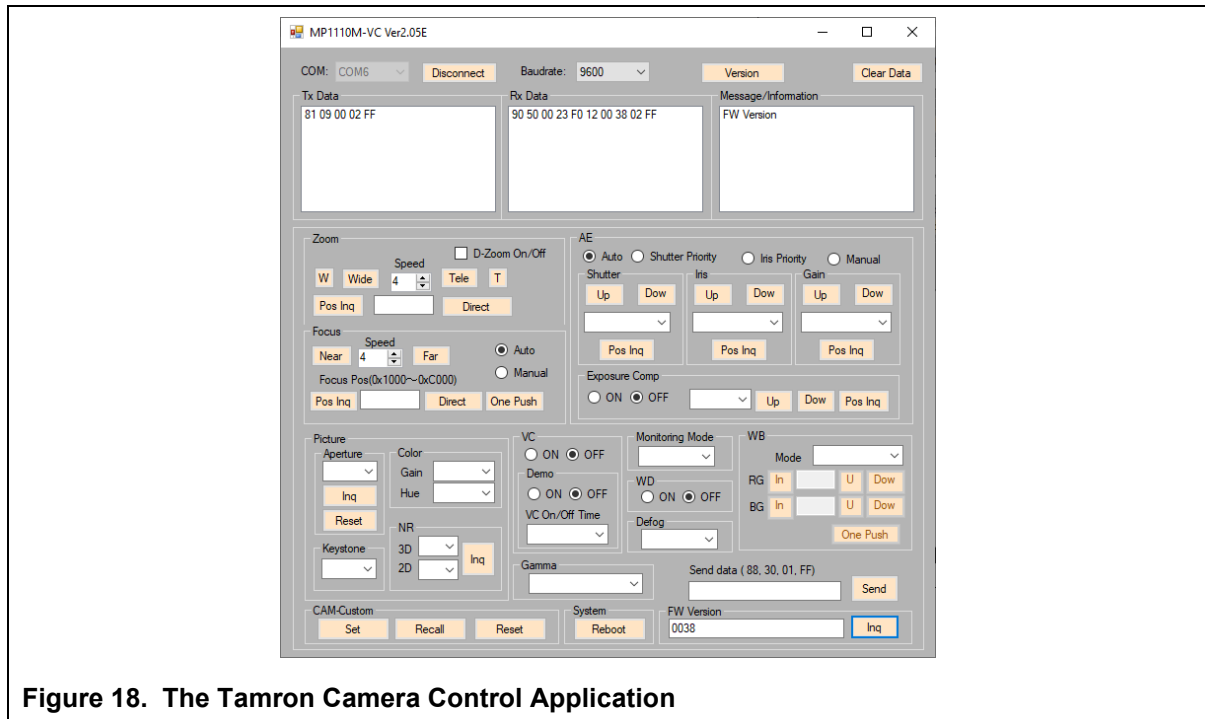 MP1110M-VC Ver2.05E
COM: COM6 Disconnect Baudrate: 9600 Version Clear Data
Tx Data Rx Data Message/Information
81 09 00 02 FF 90 50 00 23 F0 12 00 38 02 FF FW Version
Zoom
D-Zoom On/Off
Speed
W Wide 4 Tele T
Pos Inq Direct
AE
Auto Shutter Priority Iris Priority Manual
Shutter Iris Gain
Up Dow Up Dow Up Dow
Pos Inq Pos Inq Pos Inq
Focus
Speed
Near 4 Far Auto
Manual
Focus Pos(0x1000～0xC000)
Pos Inq Direct One Push
Exposure Comp
ON OFF Up Dow Pos Inq
Picture
Aperture
Inq
Reset
Color
Gain
Hue
Keystone
NR
3D
2D
Inq
VC
ON OFF
Demo
ON OFF
VC On/Off Time
Monitoring Mode
WD
ON OFF
Defog
WB
Mode
RG In U Dow
BG In U Dow
One Push
Gamma
Send data ( 88, 30, 01, FF)
Send
CAM-Custom
Set Recall Reset
System
Reboot
FW Version
0038 Inq
Figure 18. The Tamron Camera Control Application